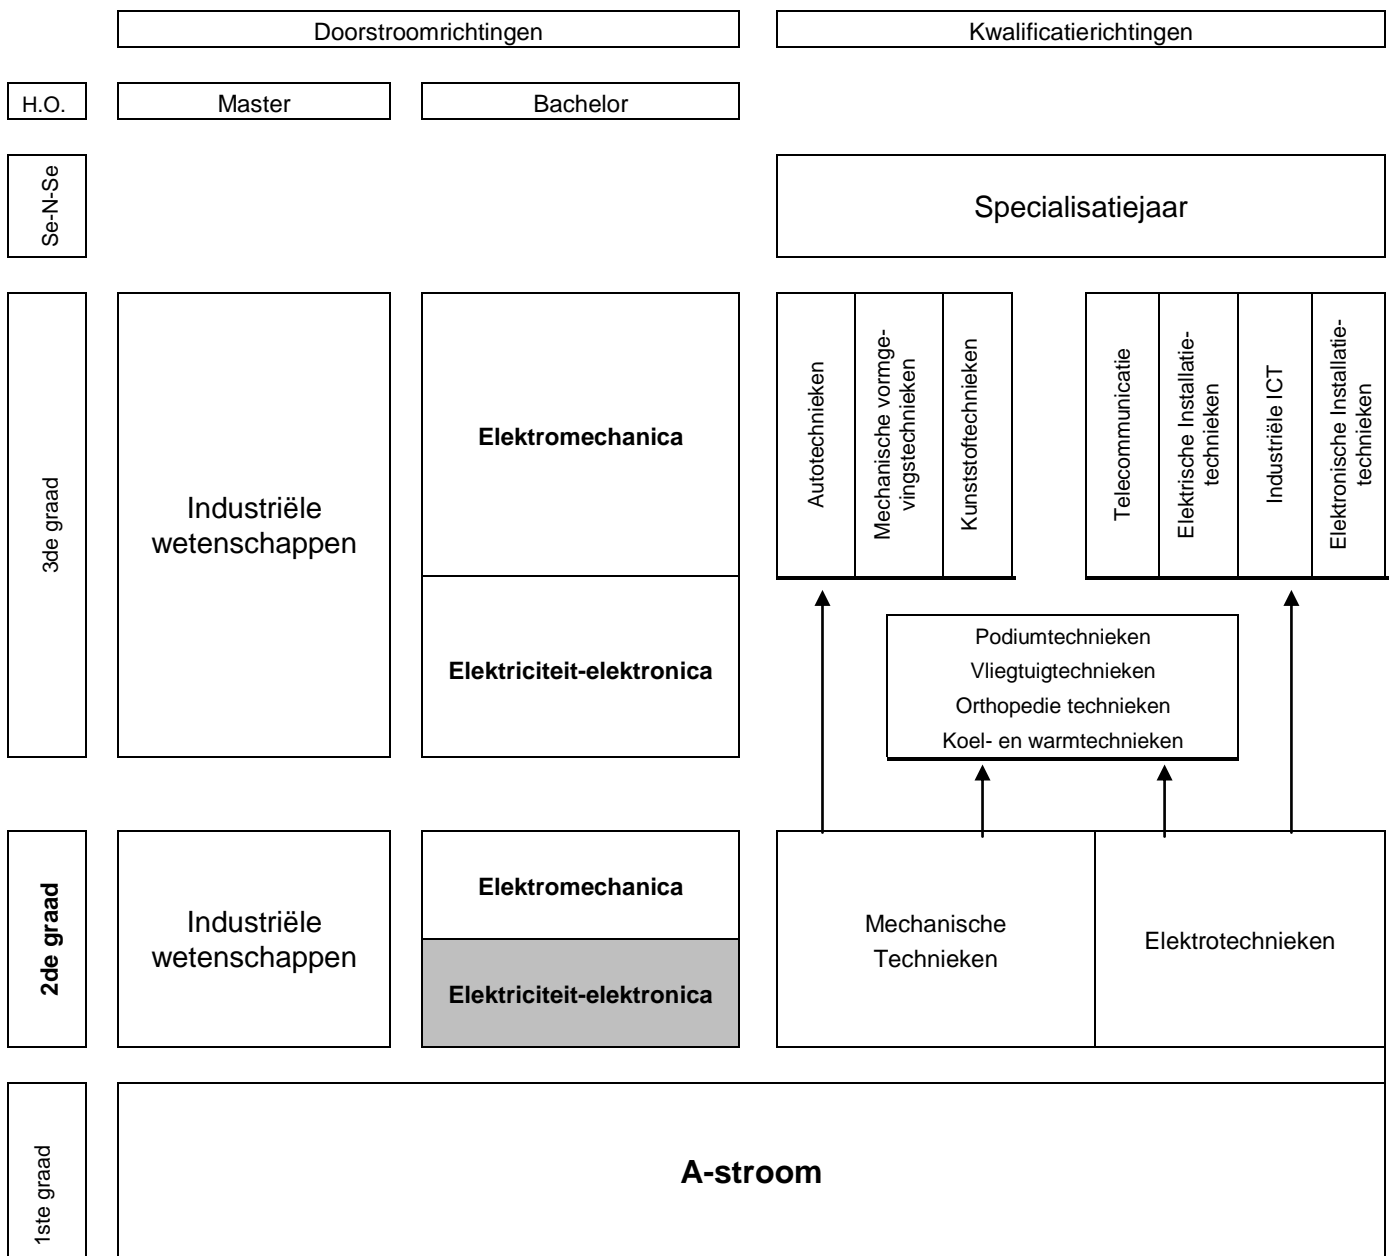 Doorstroomrichtingen
Kwalificatierichtingen
H.O.
Master
Bachelor
Se-N-Se
Specialisatiejaar
3de graad
Industriële
wetenschappen
Elektromechanica
Elektriciteit-elektronica
Autotechnieken
Mechanische vormge-
vingstechnieken
Kunststoftechnieken
Telecommunicatie
Elektrische Installatie-
technieken
Industriële ICT
Elektronische Installatie-
technieken
Podiumtechnieken
Vliegtuigtechnieken
Orthopedie technieken
Koel- en warmtechnieken
2de graad
Industriële
wetenschappen
Elektromechanica
Elektriciteit-elektronica
Mechanische
Technieken
Elektrotechnieken
1ste graad
A-stroom